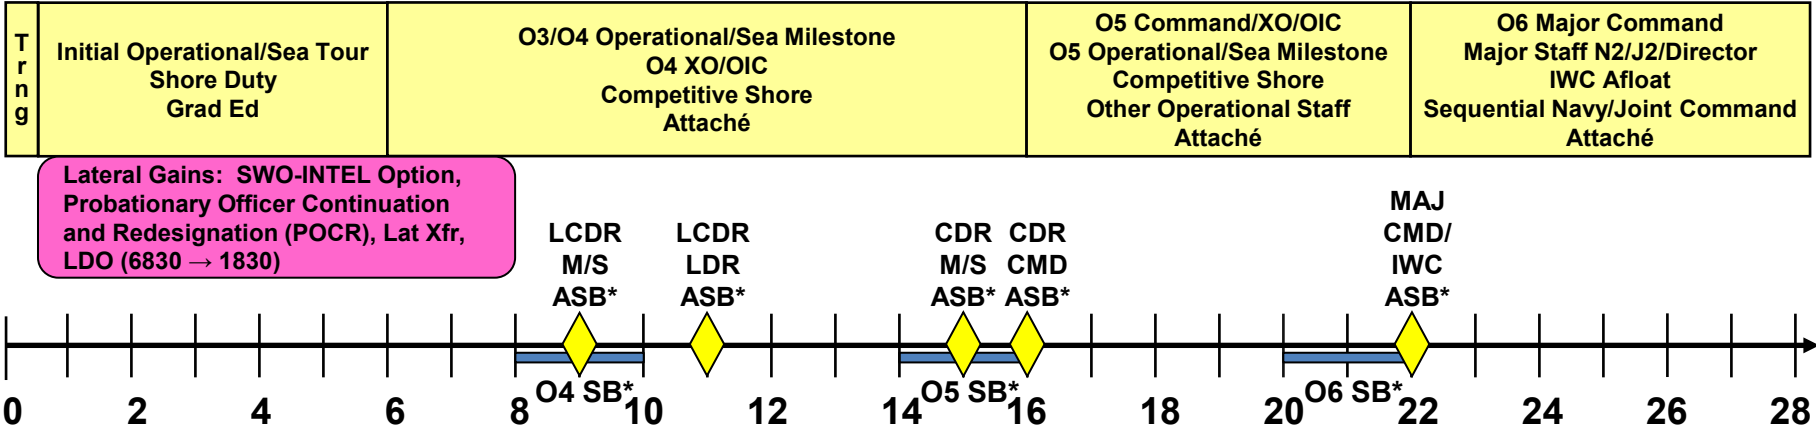 T
r
n
g
Initial Operational/Sea Tour
Shore Duty
Grad Ed
O3/O4 Operational/Sea Milestone
O4 XO/OIC
Competitive Shore
Attaché
O5 Command/XO/OIC
O5 Operational/Sea Milestone
Competitive Shore
Other Operational Staff
Attaché
O6 Major Command
Major Staff N2/J2/Director
IWC Afloat
Sequential Navy/Joint Command
Attaché
Lateral Gains: SWO-INTEL Option,
Probationary Officer Continuation
and Redesignation (POCR), Lat Xfr,
LDO (6830 → 1830)
LCDR
M/S
ASB*
LCDR
LDR
ASB*
CDR
M/S
ASB*
CDR
CMD
ASB*
MAJ
CMD/
IWC
ASB*
O4 SB*
O5 SB*
O6 SB*
0 2 4 6 8 10 12 14 16 18 20 22 24 26 28